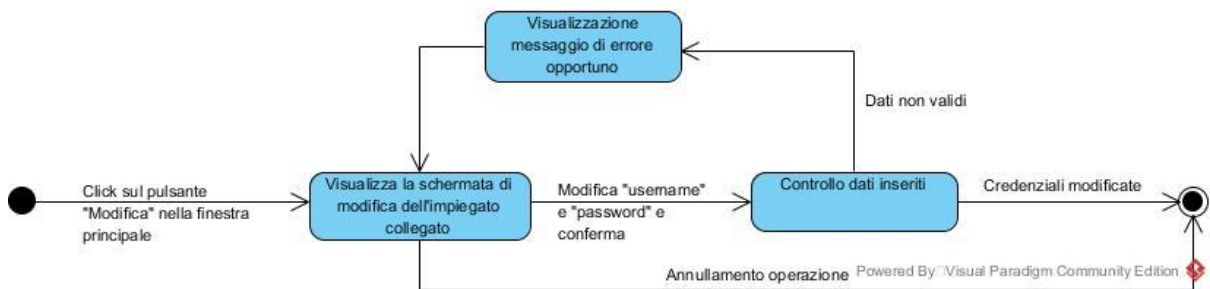 Visualizzazione
messaggio di errore
opportuno
Dati non validi
Click sul pulsante
"Modifica" nella finestra
principale
Visualizza la schermata di
modifica dell'impiegato
collegato
Modifica "username"
e "password" e
conferma
Controllo dati inseriti
Credenziali modificate
Annullamento operazione
Powered By Visual Paradigm Community Edition